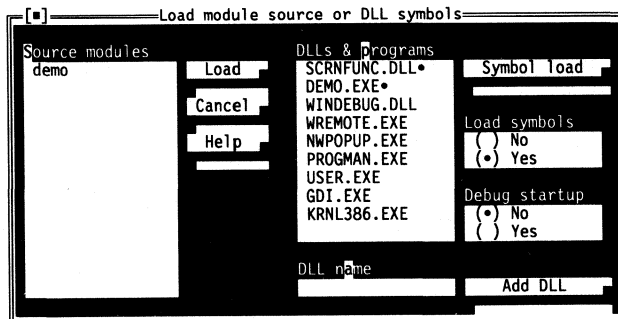 [■] Load module source or DLL symbols
Source modules
demo
Load
Cancel
Help
DLLs & programs
SCRNFUNC.DLL•
DEMO.EXE•
WINDEBUG.DLL
WREMOTE.EXE
NWPOPUP.EXE
PROGMAN.EXE
USER.EXE
GDI.EXE
KRNL386.EXE
DLL name
Symbol load
Load symbols
( ) No
(•) Yes
Debug startup
(•) No
( ) Yes
Add DLL